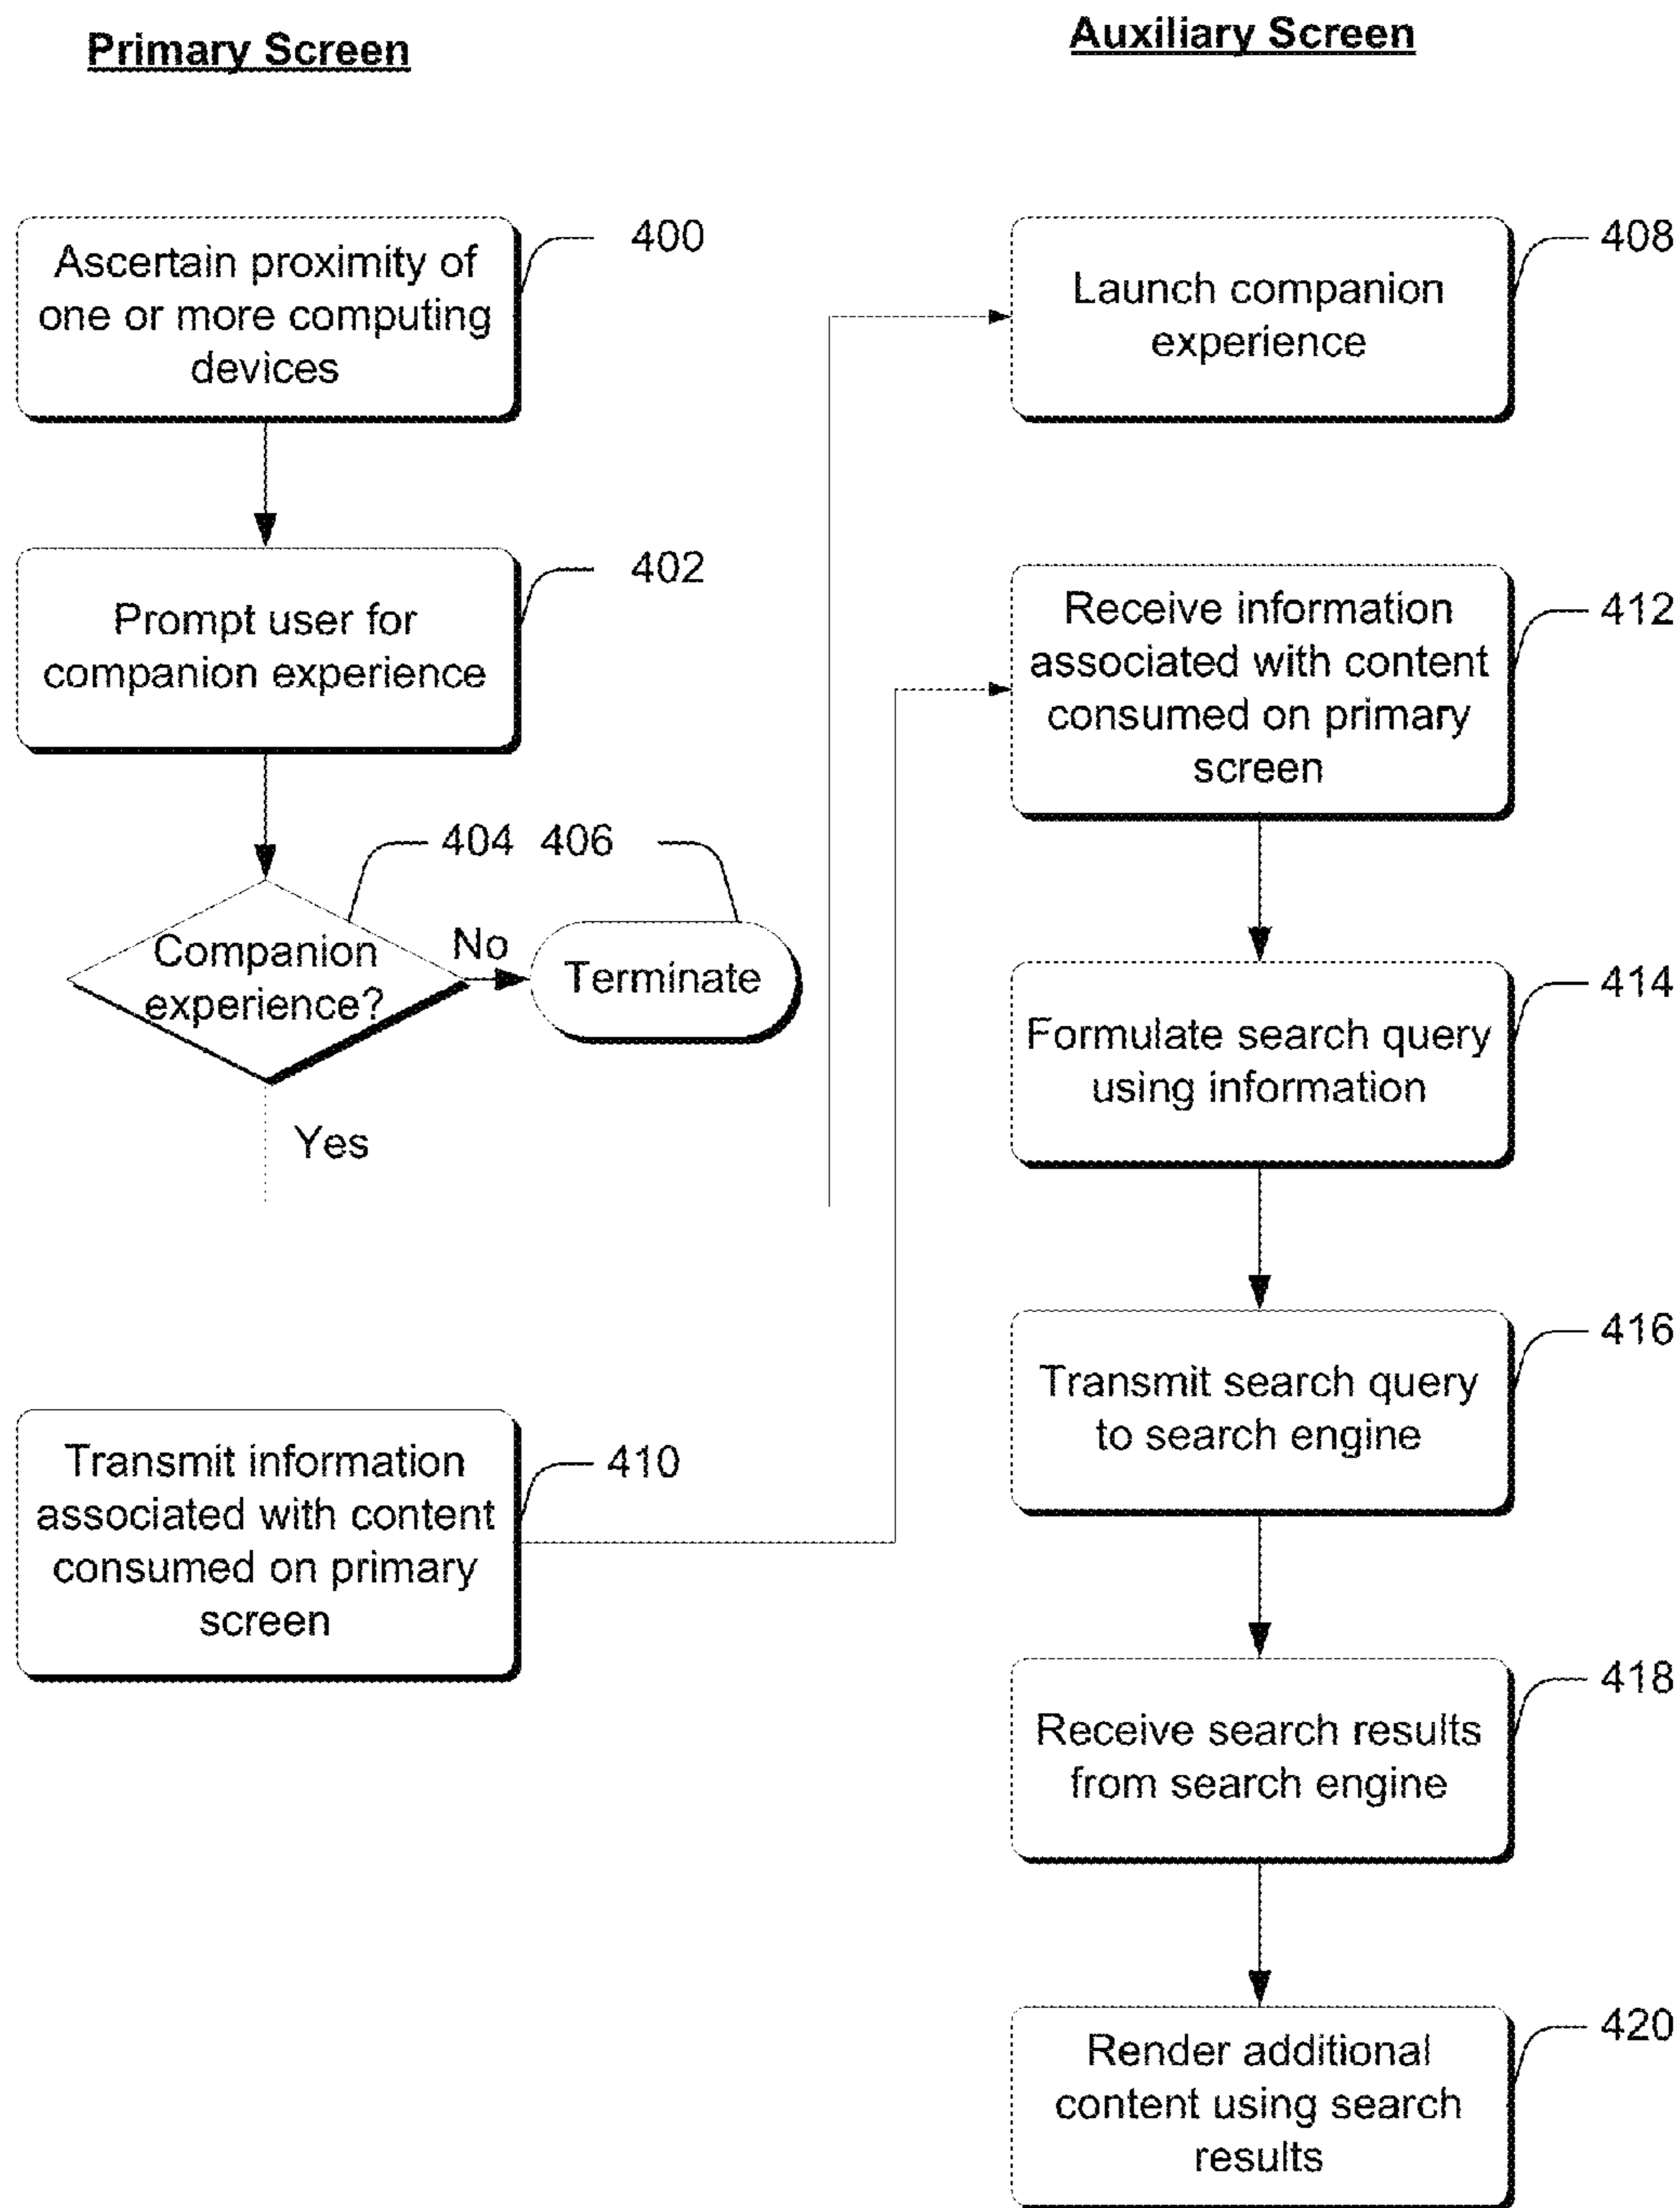 Primary Screen
Ascertain proximity of
one or more computing
devices
400
Prompt user for
companion experience
402
404
406
Companion
experience?
No
Terminate
Yes
Transmit information
associated with content
consumed on primary
screen
410
Auxiliary Screen
Launch companion
experience
408
Receive information
associated with content
consumed on primary
screen
412
Formulate search query
using information
414
Transmit search query
to search engine
416
Receive search results
from search engine
418
Render additional
content using search
results
420